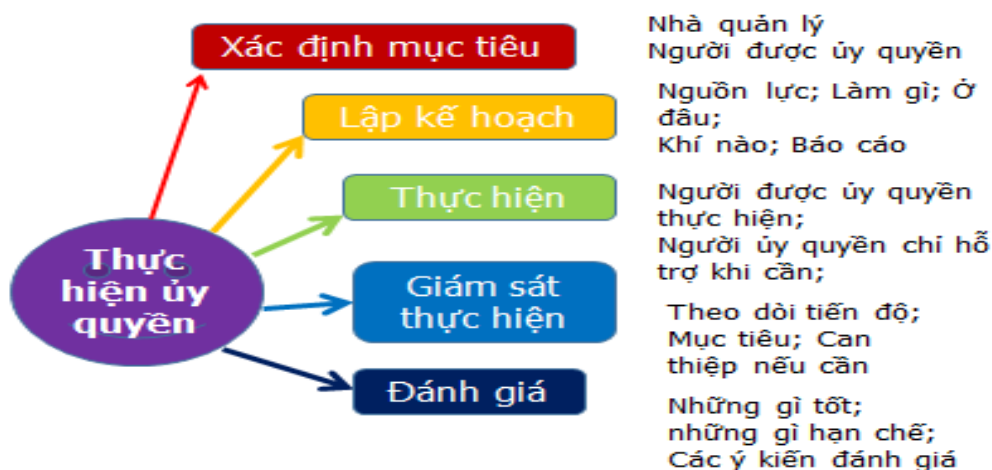 Xác định mục tiêu
Nhà quản lý
Người được ủy quyền
Lập kế hoạch
Nguồn lực; Làm gì; Ở
đâu;
Khí nào; Báo cáo
Thực hiện
Người được ủy quyền
thực hiện;
Người ủy quyền chỉ hỗ
trợ khi cần;
Thực
hiện ủy
quyền
Giám sát
thực hiện
Theo dòi tiến độ;
Mục tiêu; Can
thiệp nếu cần
Đánh giá
Những gì tốt;
những gì hạn chế;
Các ý kiến đánh giá